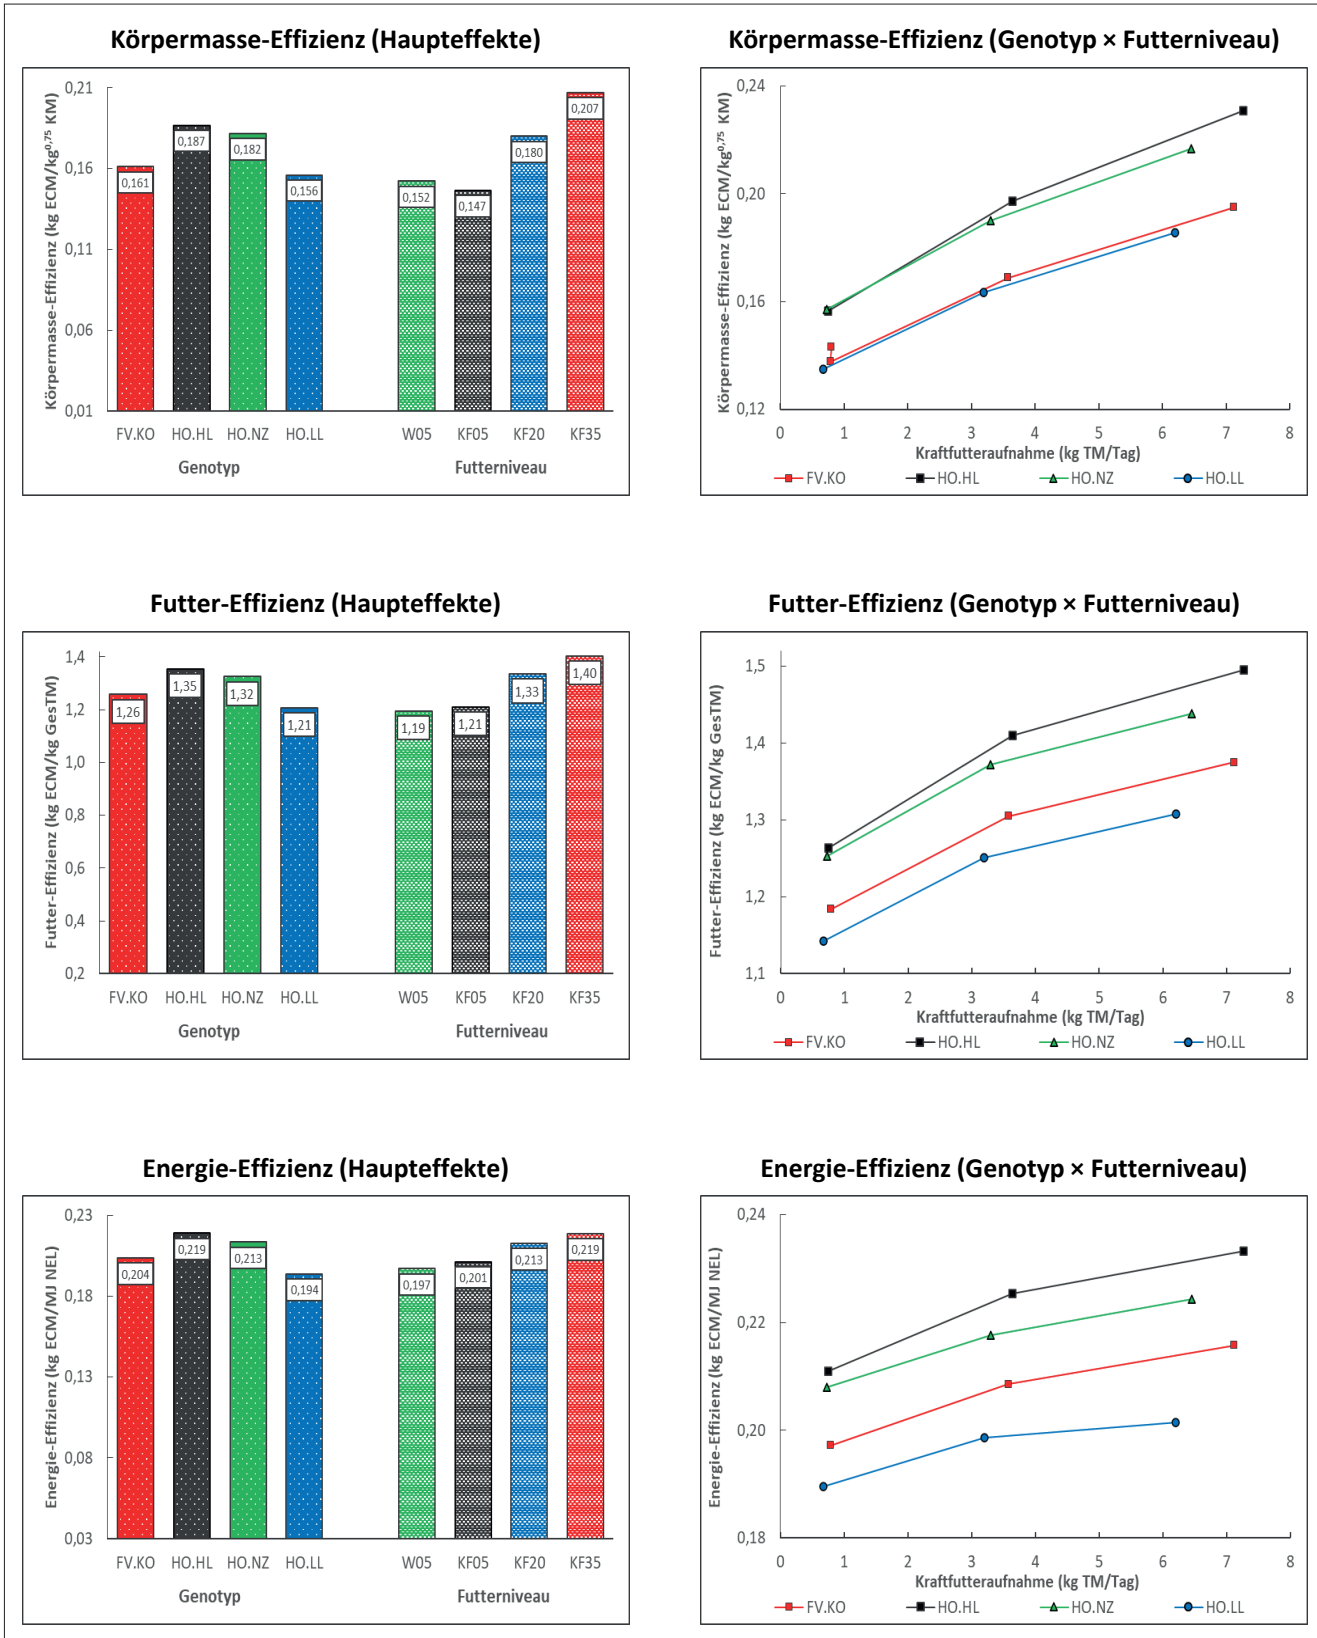 Körpermasse-Effizienz (Haupteffekte)
Körpermasse-Effizienz (kg ECM/kg⁰,⁷⁵ KM)
0,21
0,16
0,11
0,06
0,01
0,161
0,187
0,182
0,156
0,152
0,147
0,180
0,207
FV.KO HO.HL HO.NZ HO.LL W05 KF05 KF20 KF35
Genotyp Futterniveau
Körpermasse-Effizienz (Genotyp × Futterniveau)
Körpermasse-Effizienz (kg ECM/kg⁰,⁷⁵ KM)
0,24
0,20
0,16
0,12
0 1 2 3 4 5 6 7 8
Kraftfutteraufnahme (kg TM/Tag)
FV.KO HO.HL HO.NZ HO.LL
Futter-Effizienz (Haupteffekte)
Futter-Effizienz (kg ECM/kg GesTM)
1,4
1,2
1,0
0,8
0,6
0,4
0,2
1,26
1,35
1,32
1,21
1,19
1,21
1,33
1,40
FV.KO HO.HL HO.NZ HO.LL W05 KF05 KF20 KF35
Genotyp Futterniveau
Futter-Effizienz (Genotyp × Futterniveau)
Futter-Effizienz (kg ECM/kg GesTM)
1,5
1,4
1,3
1,2
1,1
0 1 2 3 4 5 6 7 8
Kraftfutteraufnahme (kg TM/Tag)
FV.KO HO.HL HO.NZ HO.LL
Energie-Effizienz (Haupteffekte)
Energie-Effizienz (kg ECM/MJ NEL)
0,23
0,18
0,13
0,08
0,03
0,204
0,219
0,213
0,194
0,197
0,201
0,213
0,219
FV.KO HO.HL HO.NZ HO.LL W05 KF05 KF20 KF35
Genotyp Futterniveau
Energie-Effizienz (Genotyp × Futterniveau)
Energie-Effizienz (kg ECM/MJ NEL)
0,24
0,22
0,20
0,18
0 1 2 3 4 5 6 7 8
Kraftfutteraufnahme (kg TM/Tag)
FV.KO HO.HL HO.NZ HO.LL